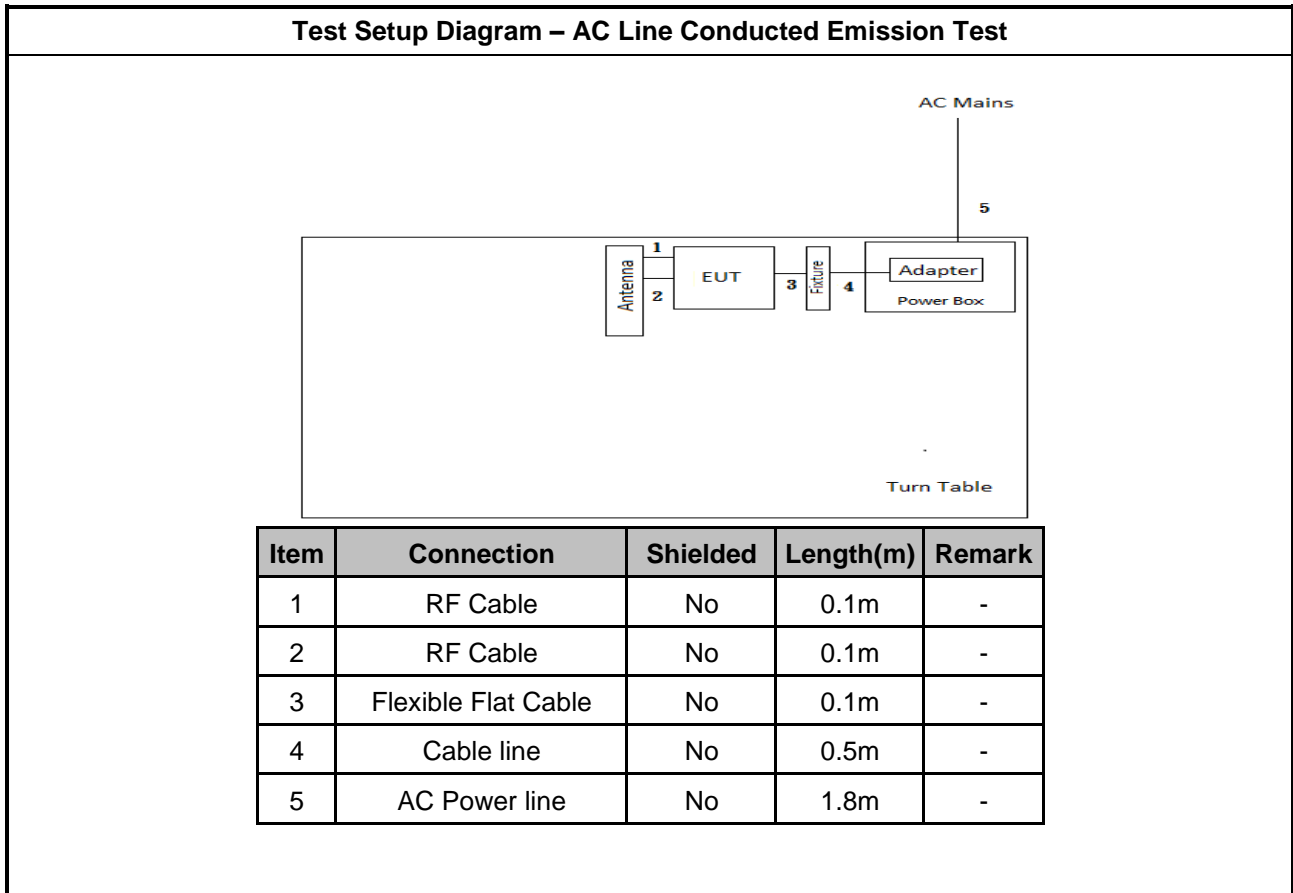 Test Setup Diagram – AC Line Conducted Emission Test
AC Mains
5
1
Antenna
EUT
2
3
Fixture
4
Adapter
Power Box
Turn Table
Item Connection Shielded Length(m) Remark
1 RF Cable No 0.1m -
2 RF Cable No 0.1m -
3 Flexible Flat Cable No 0.1m -
4 Cable line No 0.5m -
5 AC Power line No 1.8m -